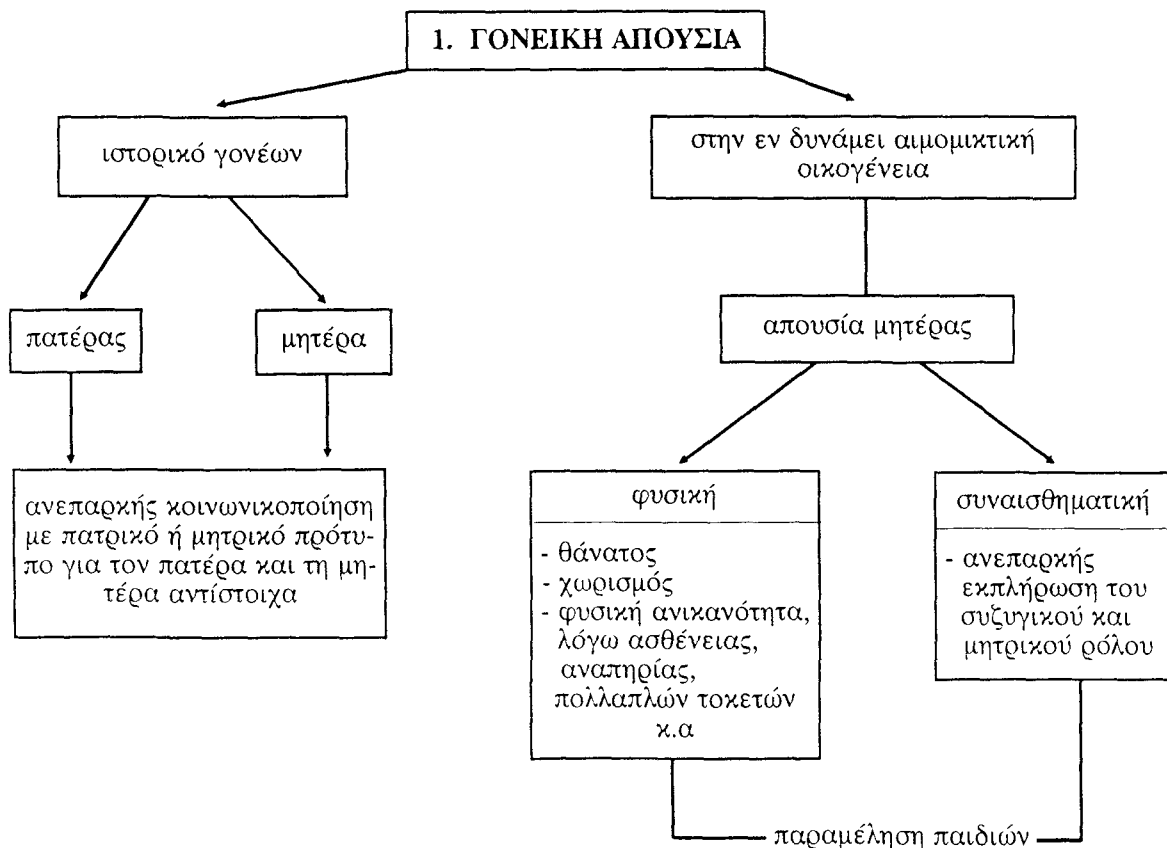 1. ΓΟΝΕΙΚΗ ΑΠΟΥΣΙΑ
ιστορικό γονέων
στην εν δυνάμει αιμομικτική
οικογένεια
πατέρας
μητέρα
απουσία μητέρας
ανεπαρκής κοινωνικοποίηση
με πατρικό ή μητρικό πρότυ-
πο για τον πατέρα και τη μη-
τέρα αντίστοιχα
φυσική
- θάνατος
- χωρισμός
- φυσική ανικανότητα,
λόγω ασθένειας,
αναπηρίας,
πολλαπλών τοκετών
κ.α
συναισθηματική
- ανεπαρκής
εκπλήρωση του
συζυγικού και
μητρικού ρόλου
παραμέληση παιδιών